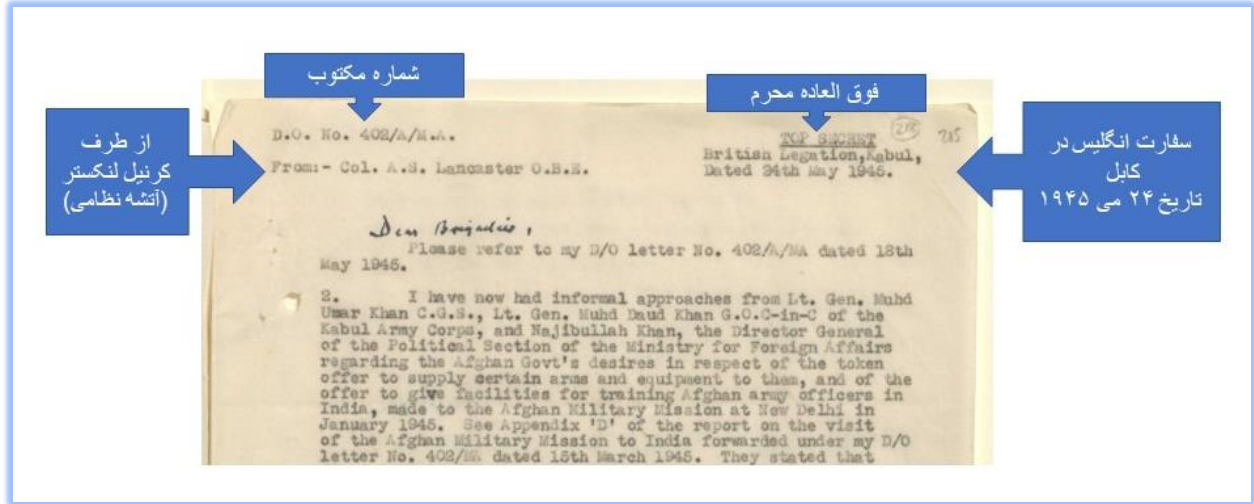 شماره مکتوب
فوق العاده محرم
از طرف
کرنیل لنکستر
(آتشه نظامی)
سفارت انگلیس در
کابل
تاریخ ۲۴ می ۱۹۴۵
D.O. No. 402/A/M.A.
TOP SECRET (213) 215
British Legation,Kabul,
From:- Col. A.S. Lancaster O.B.E.
Dated 24th May 1945.
Dear Brigadier,
Please refer to my D/O letter No. 402/A/MA dated 18th
May 1945.
2. I have now had informal approaches from Lt. Gen. Muhd
Umar Khan C.G.S., Lt. Gen. Muhd Daud Khan G.O.C-in-C of the
Kabul Army Corps, and Najibullah Khan, the Director General
of the Political Section of the Ministry for Foreign Affairs
regarding the Afghan Govt's desires in respect of the token
offer to supply certain arms and equipment to them, and of the
offer to give facilities for training Afghan army officers in
India, made to the Afghan Military Mission at New Delhi in
January 1945. See Appendix 'D' of the report on the visit
of the Afghan Military Mission to India forwarded under my D/O
letter No. 402/MA dated 15th March 1945. They stated that